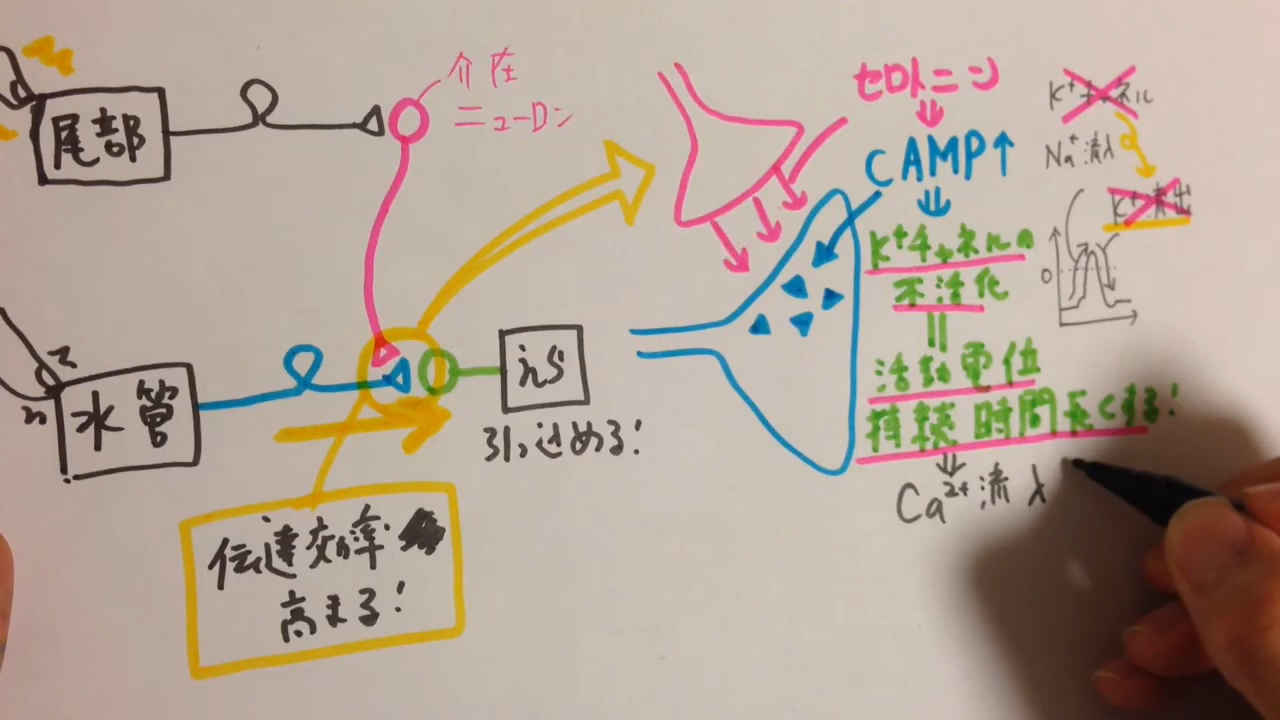 尾部
介在
ニューロン
水管
えら
引っ込める!
伝達効率
高まる!
セロトニン
CAMP↑
K⁺チャネルの
不活化
活動電位
持続時間長くする!
Ca²⁺流入
K⁺チャネル
Na⁺流入
K⁺流出
0